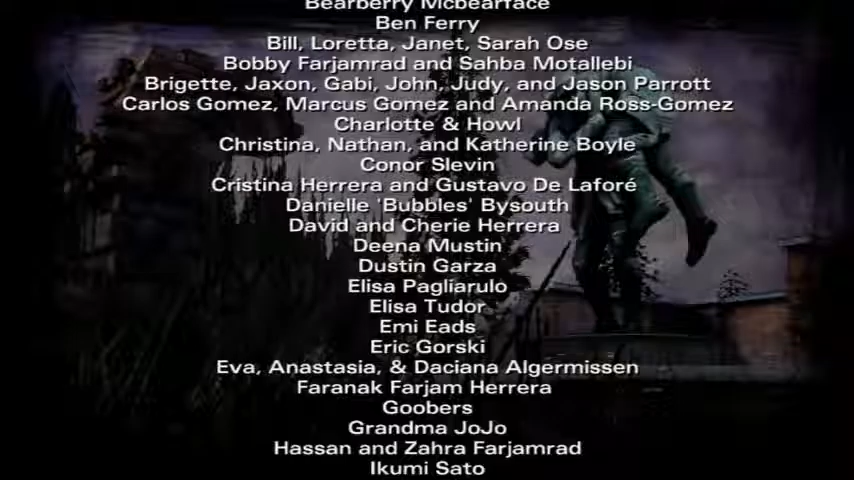 Bearberry Mcbearface
Ben Ferry
Bill, Loretta, Janet, Sarah Ose
Bobby Farjamrad and Sahba Motallebi
Brigette, Jaxon, Gabi, John, Judy, and Jason Parrott
Carlos Gomez, Marcus Gomez and Amanda Ross-Gomez
Charlotte & Howl
Christina, Nathan, and Katherine Boyle
Conor Slevin
Cristina Herrera and Gustavo De Laforé
Danielle 'Bubbles' Bysouth
David and Cherie Herrera
Deena Mustin
Dustin Garza
Elisa Pagliarulo
Elisa Tudor
Emi Eads
Eric Gorski
Eva, Anastasia, & Daciana Algermissen
Faranak Farjam Herrera
Goobers
Grandma JoJo
Hassan and Zahra Farjamrad
Ikumi Sato